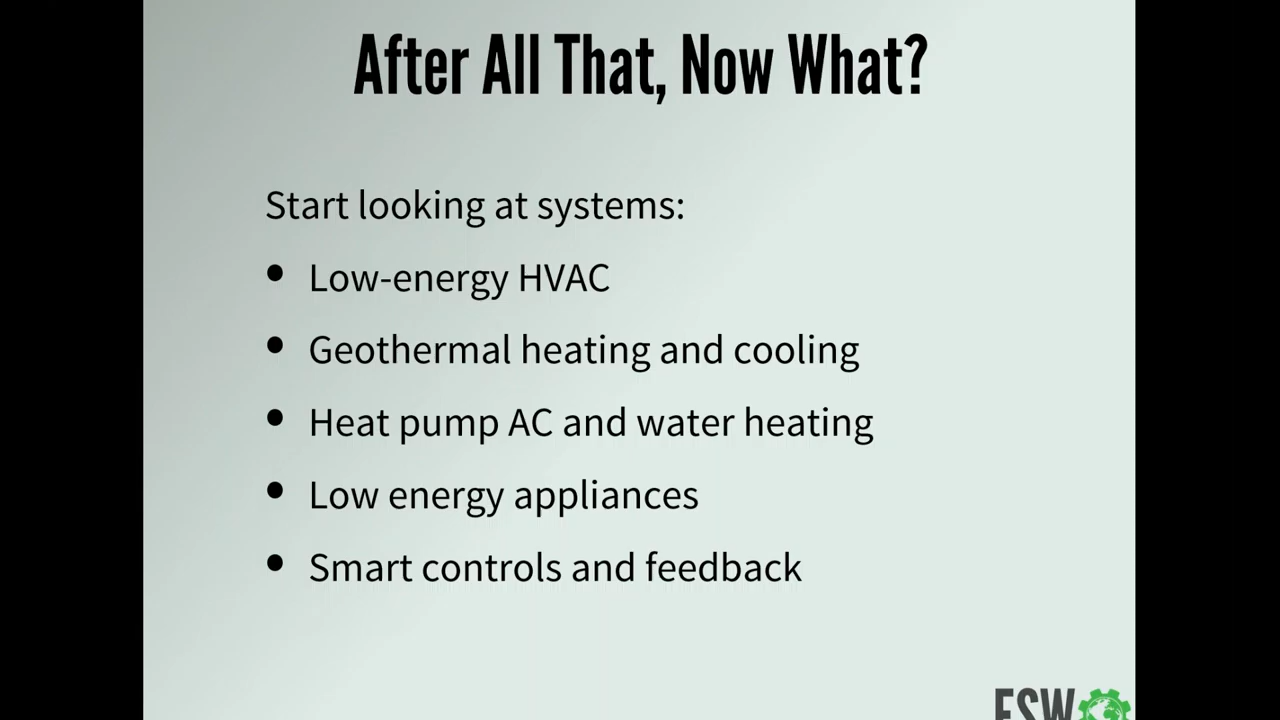 After All That, Now What?
Start looking at systems:
• Low-energy HVAC
• Geothermal heating and cooling
• Heat pump AC and water heating
• Low energy appliances
• Smart controls and feedback
ESW